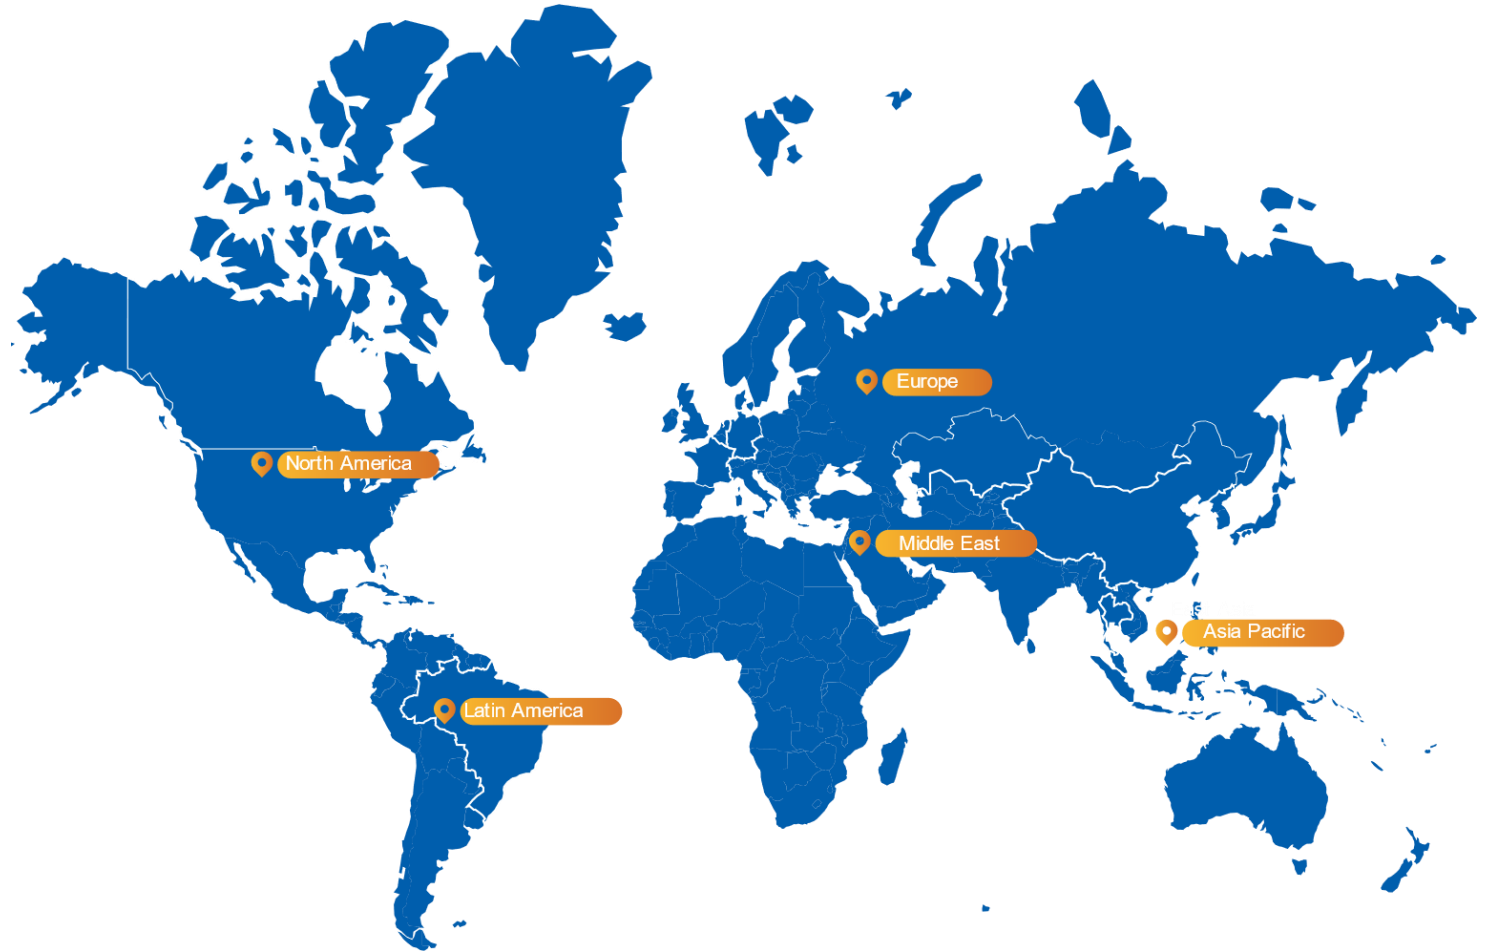 Europe
North America
Middle East
Asia Pacific
Latin America